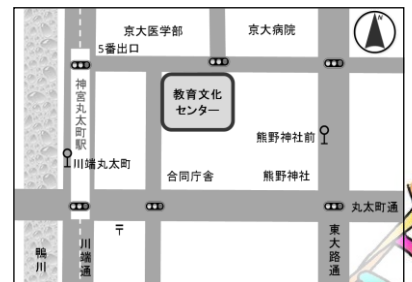 京大医学部
京大病院
N
5番出口
教育文化
センター
神宮丸太町駅
熊野神社前
川端丸太町
合同庁舎
熊野神社
丸太町通
〒
鴨川
川端通
東大路通